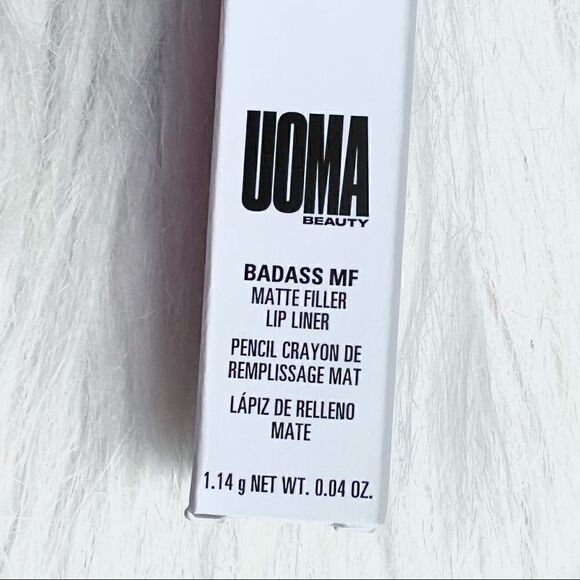 UOMA
BEAUTY
BADASS MF
MATTE FILLER
LIP LINER
PENCIL CRAYON DE
REMPLISSAGE MAT
LÁPIZ DE RELLENO
MATE
1.14 g NET WT. 0.04 OZ.